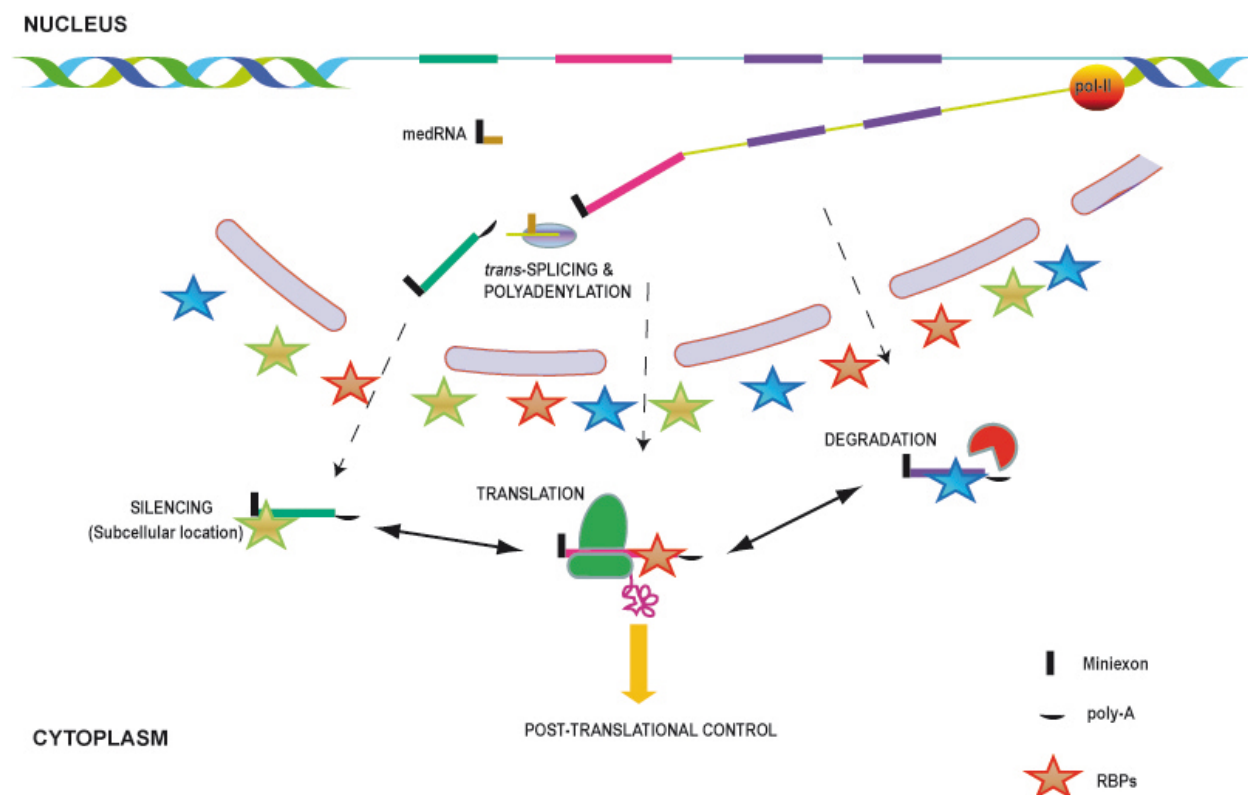 NUCLEUS
pol-II
medRNA
trans-SPLICING &
POLYADENYLATION
DEGRADATION
TRANSLATION
SILENCING
(Subcellular location)
Miniexon
poly-A
POST-TRANSLATIONAL CONTROL
CYTOPLASM
RBPs